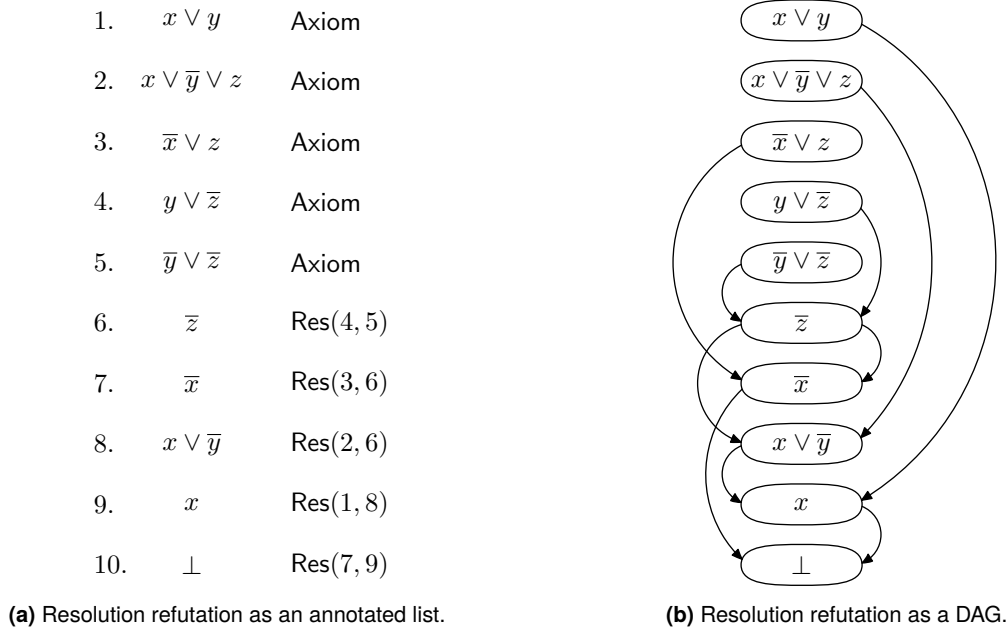 1. x ∨ y Axiom
2. x ∨ y̅ ∨ z Axiom
3. x̅ ∨ z Axiom
4. y ∨ z̅ Axiom
5. y̅ ∨ z̅ Axiom
6. z̅ Res(4, 5)
7. x̅ Res(3, 6)
8. x ∨ y̅ Res(2, 6)
9. x Res(1, 8)
10. ⊥ Res(7, 9)
(a) Resolution refutation as an annotated list.
x ∨ y
x ∨ y̅ ∨ z
x̅ ∨ z
y ∨ z̅
y̅ ∨ z̅
z̅
x̅
x ∨ y̅
x
⊥
(b) Resolution refutation as a DAG.